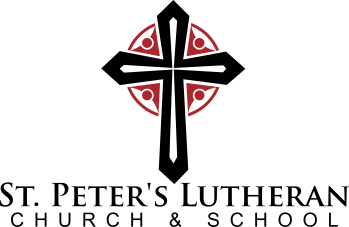 ST. PETER'S LUTHERAN
CHURCH & SCHOOL